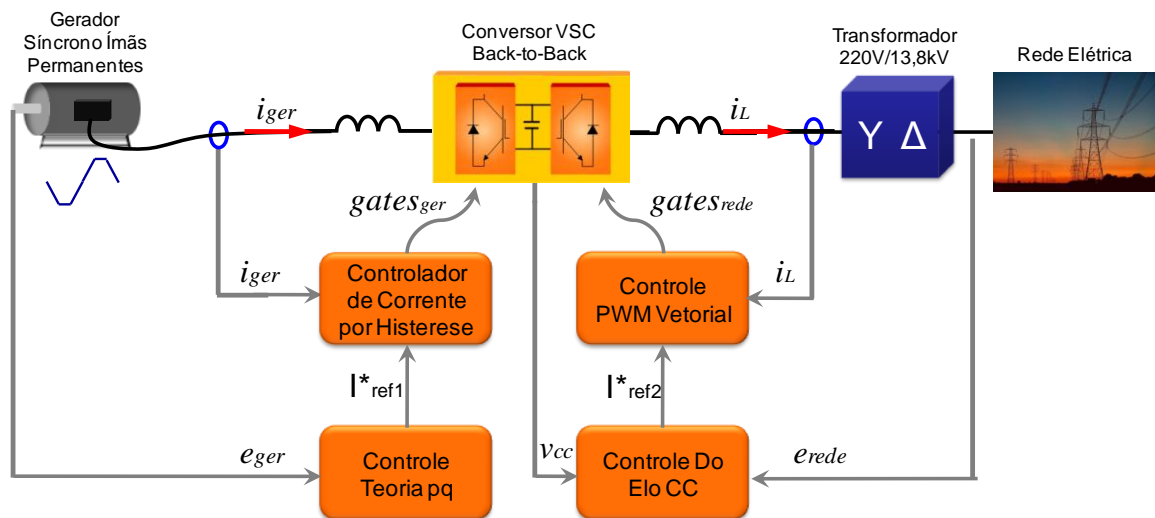 Gerador
Síncrono Ímãs
Permanentes
Conversor VSC
Back-to-Back
Transformador
220V/13,8kV
Rede Elétrica
iger
iL
Y Δ
gatesger
gatesrede
iger
Controlador
de Corrente
por Histerese
Controle
PWM Vetorial
iL
I*ref1
I*ref2
eger
Controle
Teoria pq
vcc
Controle Do
Elo CC
erede